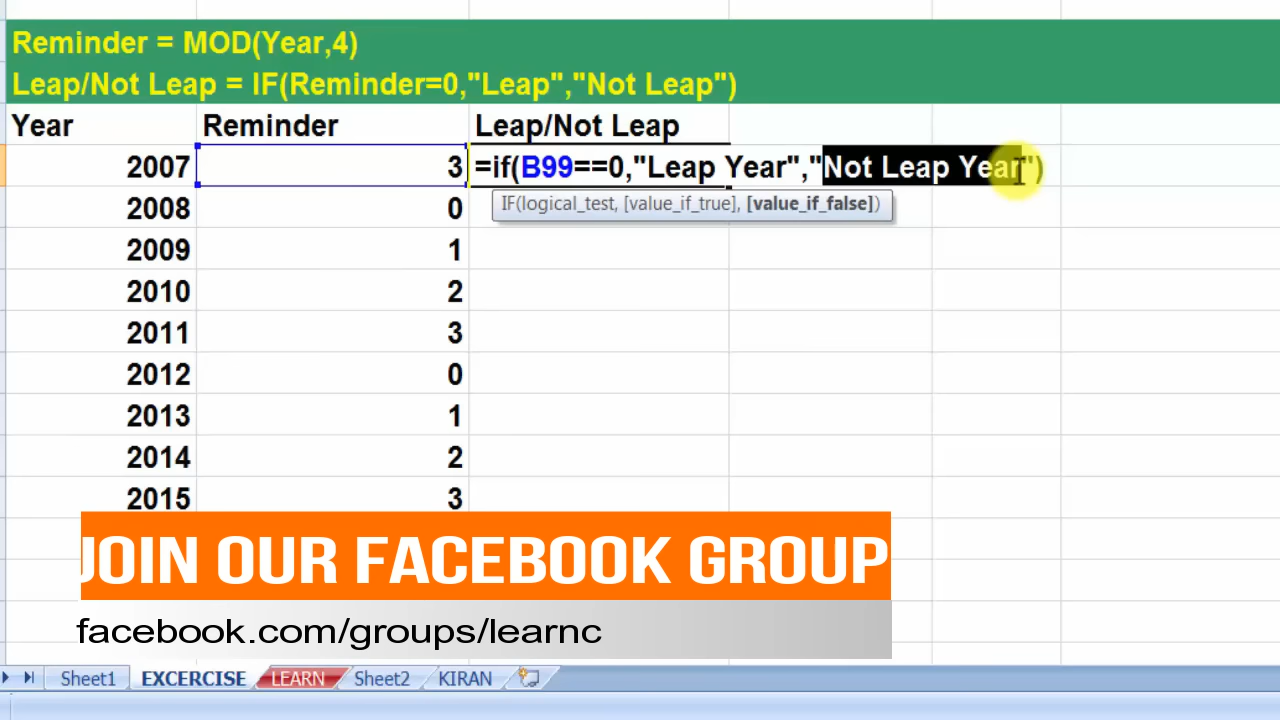 Reminder = MOD(Year,4)
Leap/Not Leap = IF(Reminder=0,"Leap","Not Leap")
Year Reminder Leap/Not Leap
2007 3 =if(B99==0,"Leap Year","Not Leap Year")
IF(logical_test, [value_if_true], [value_if_false])
2008 0
2009 1
2010 2
2011 3
2012 0
2013 1
2014 2
2015 3
JOIN OUR FACEBOOK GROUP
facebook.com/groups/learnc
Sheet1 EXCERCISE LEARN Sheet2 KIRAN